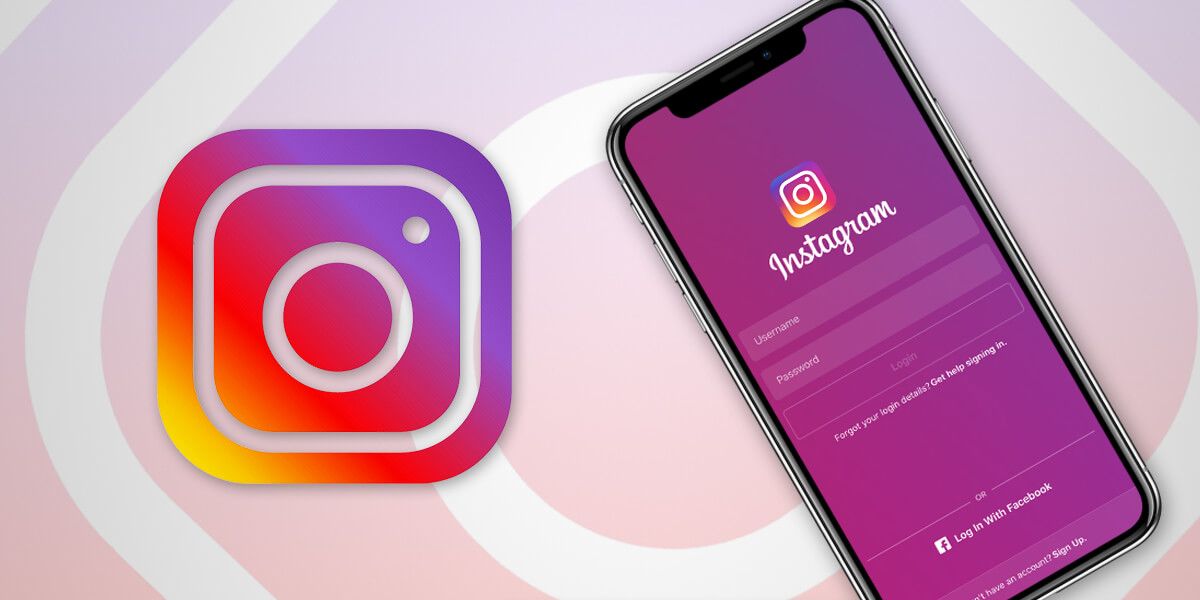 Instagram
Username
Password
Login
Forgot your login details? Get help signing in.
OR
Log In With Facebook
't have an account? Sign Up.